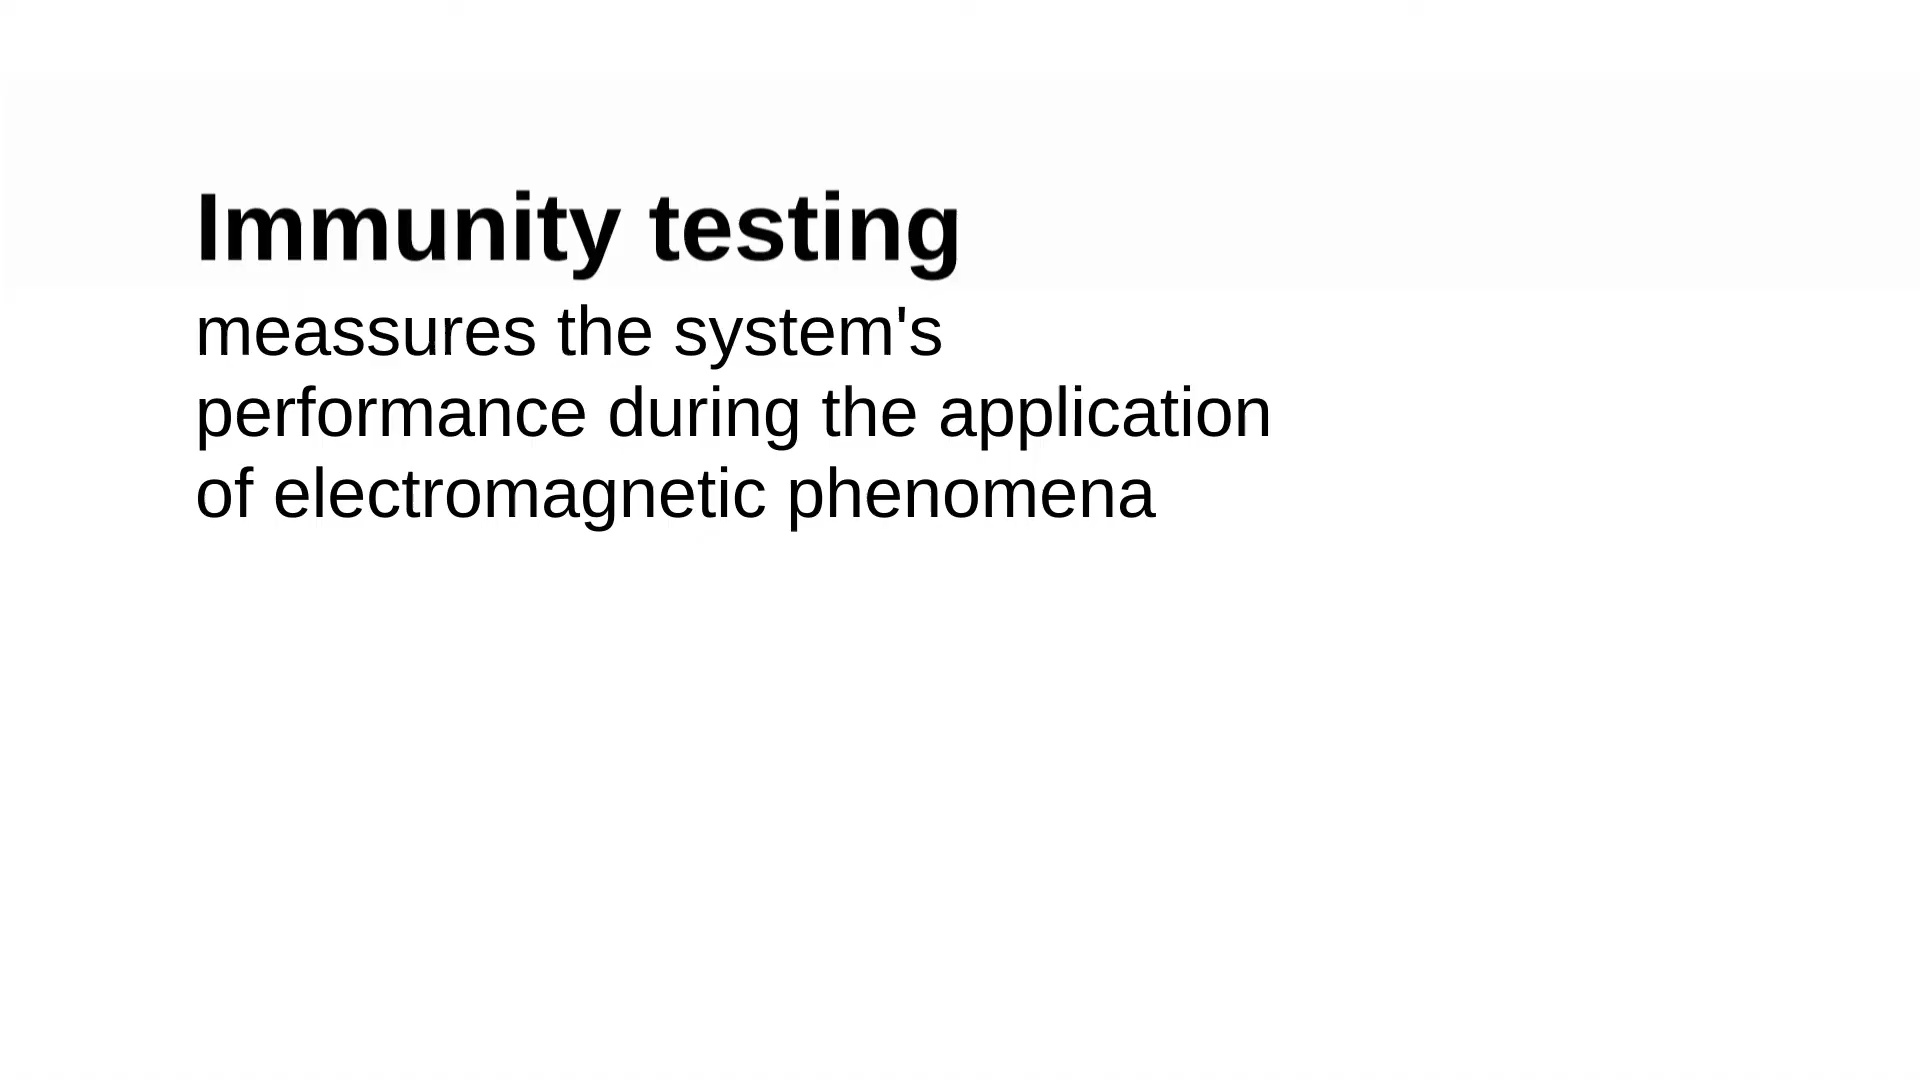 Immunity testing
meassures the system's
performance during the application
of electromagnetic phenomena